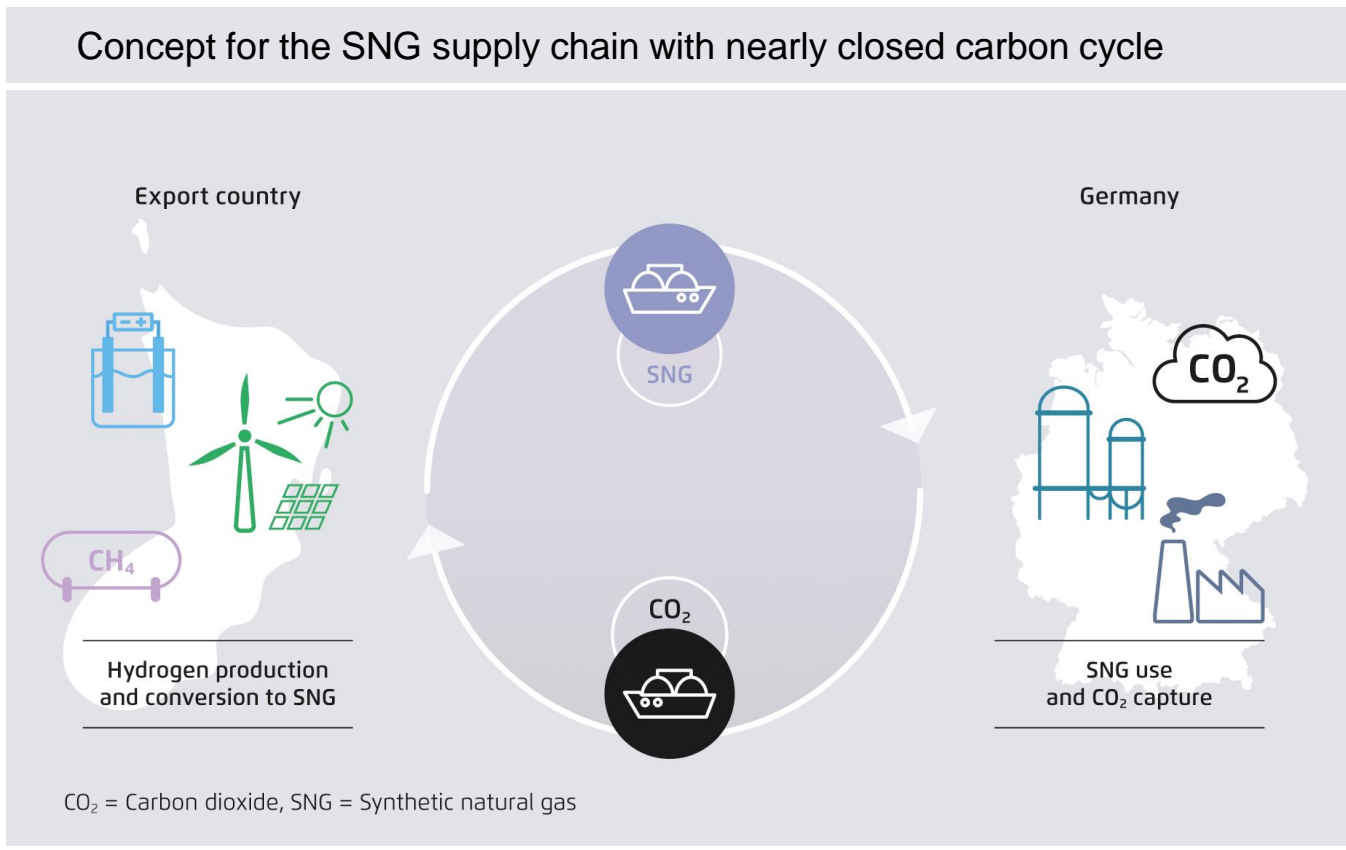 Concept for the SNG supply chain with nearly closed carbon cycle
Export country
Germany
SNG
CO₂
CH₄
CO₂
Hydrogen production
and conversion to SNG
SNG use
and CO₂ capture
CO₂ = Carbon dioxide, SNG = Synthetic natural gas